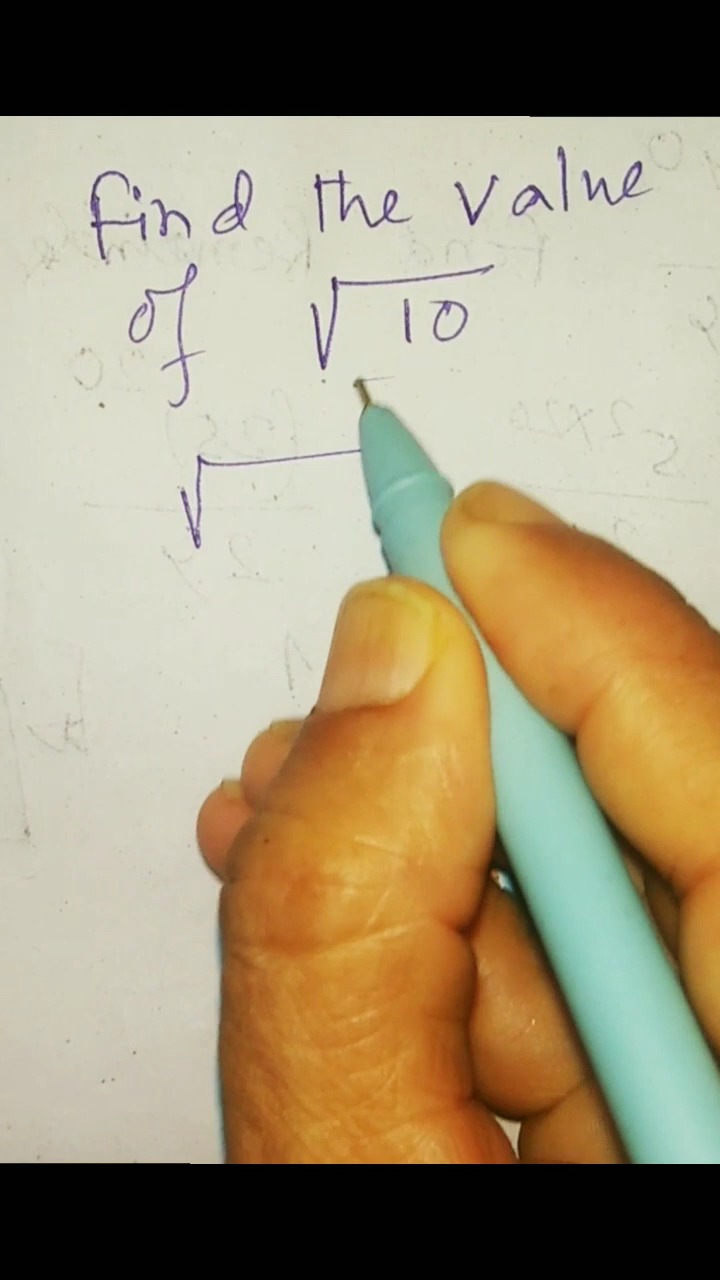 find the value
of √10
√